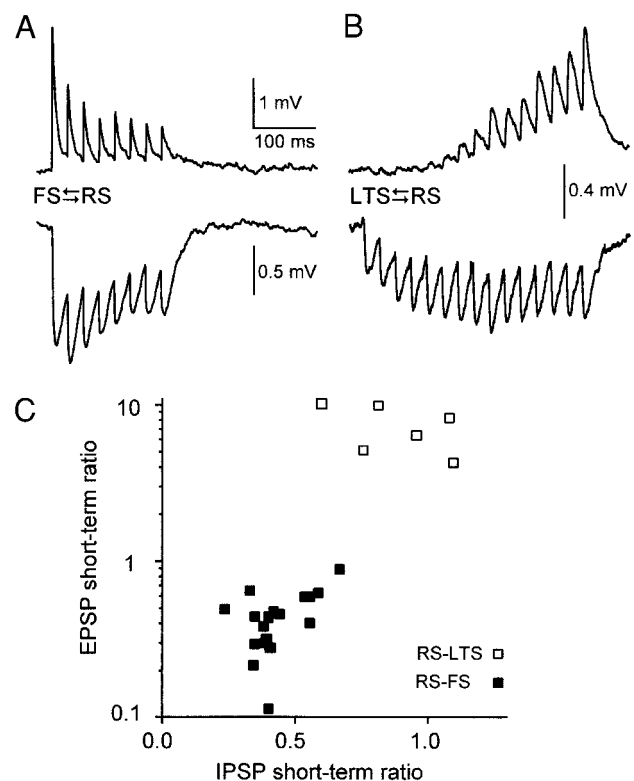 A
B
1 mV
100 ms
FS⇆RS
LTS⇆RS
0.4 mV
0.5 mV
C
10
1
0.1
EPSP short-term ratio
RS-LTS
RS-FS
0.0
0.5
1.0
IPSP short-term ratio